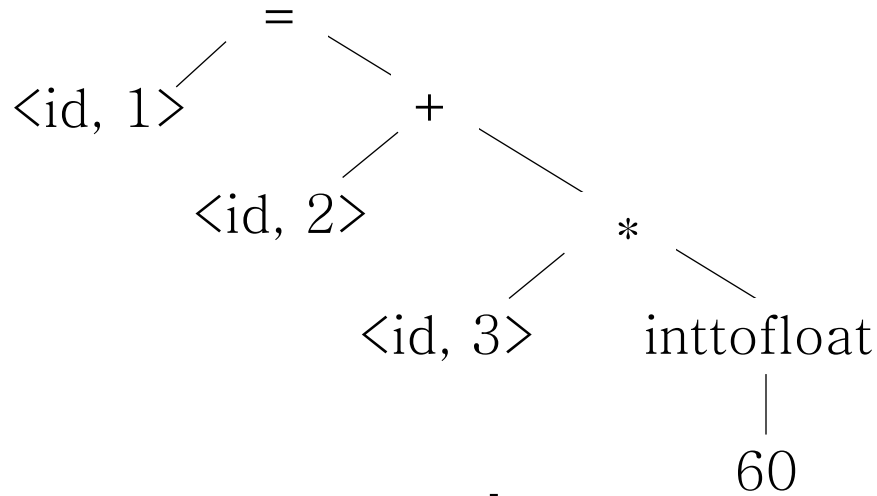 =
<id, 1>
+
<id, 2>
*
<id, 3> inttofloat
60